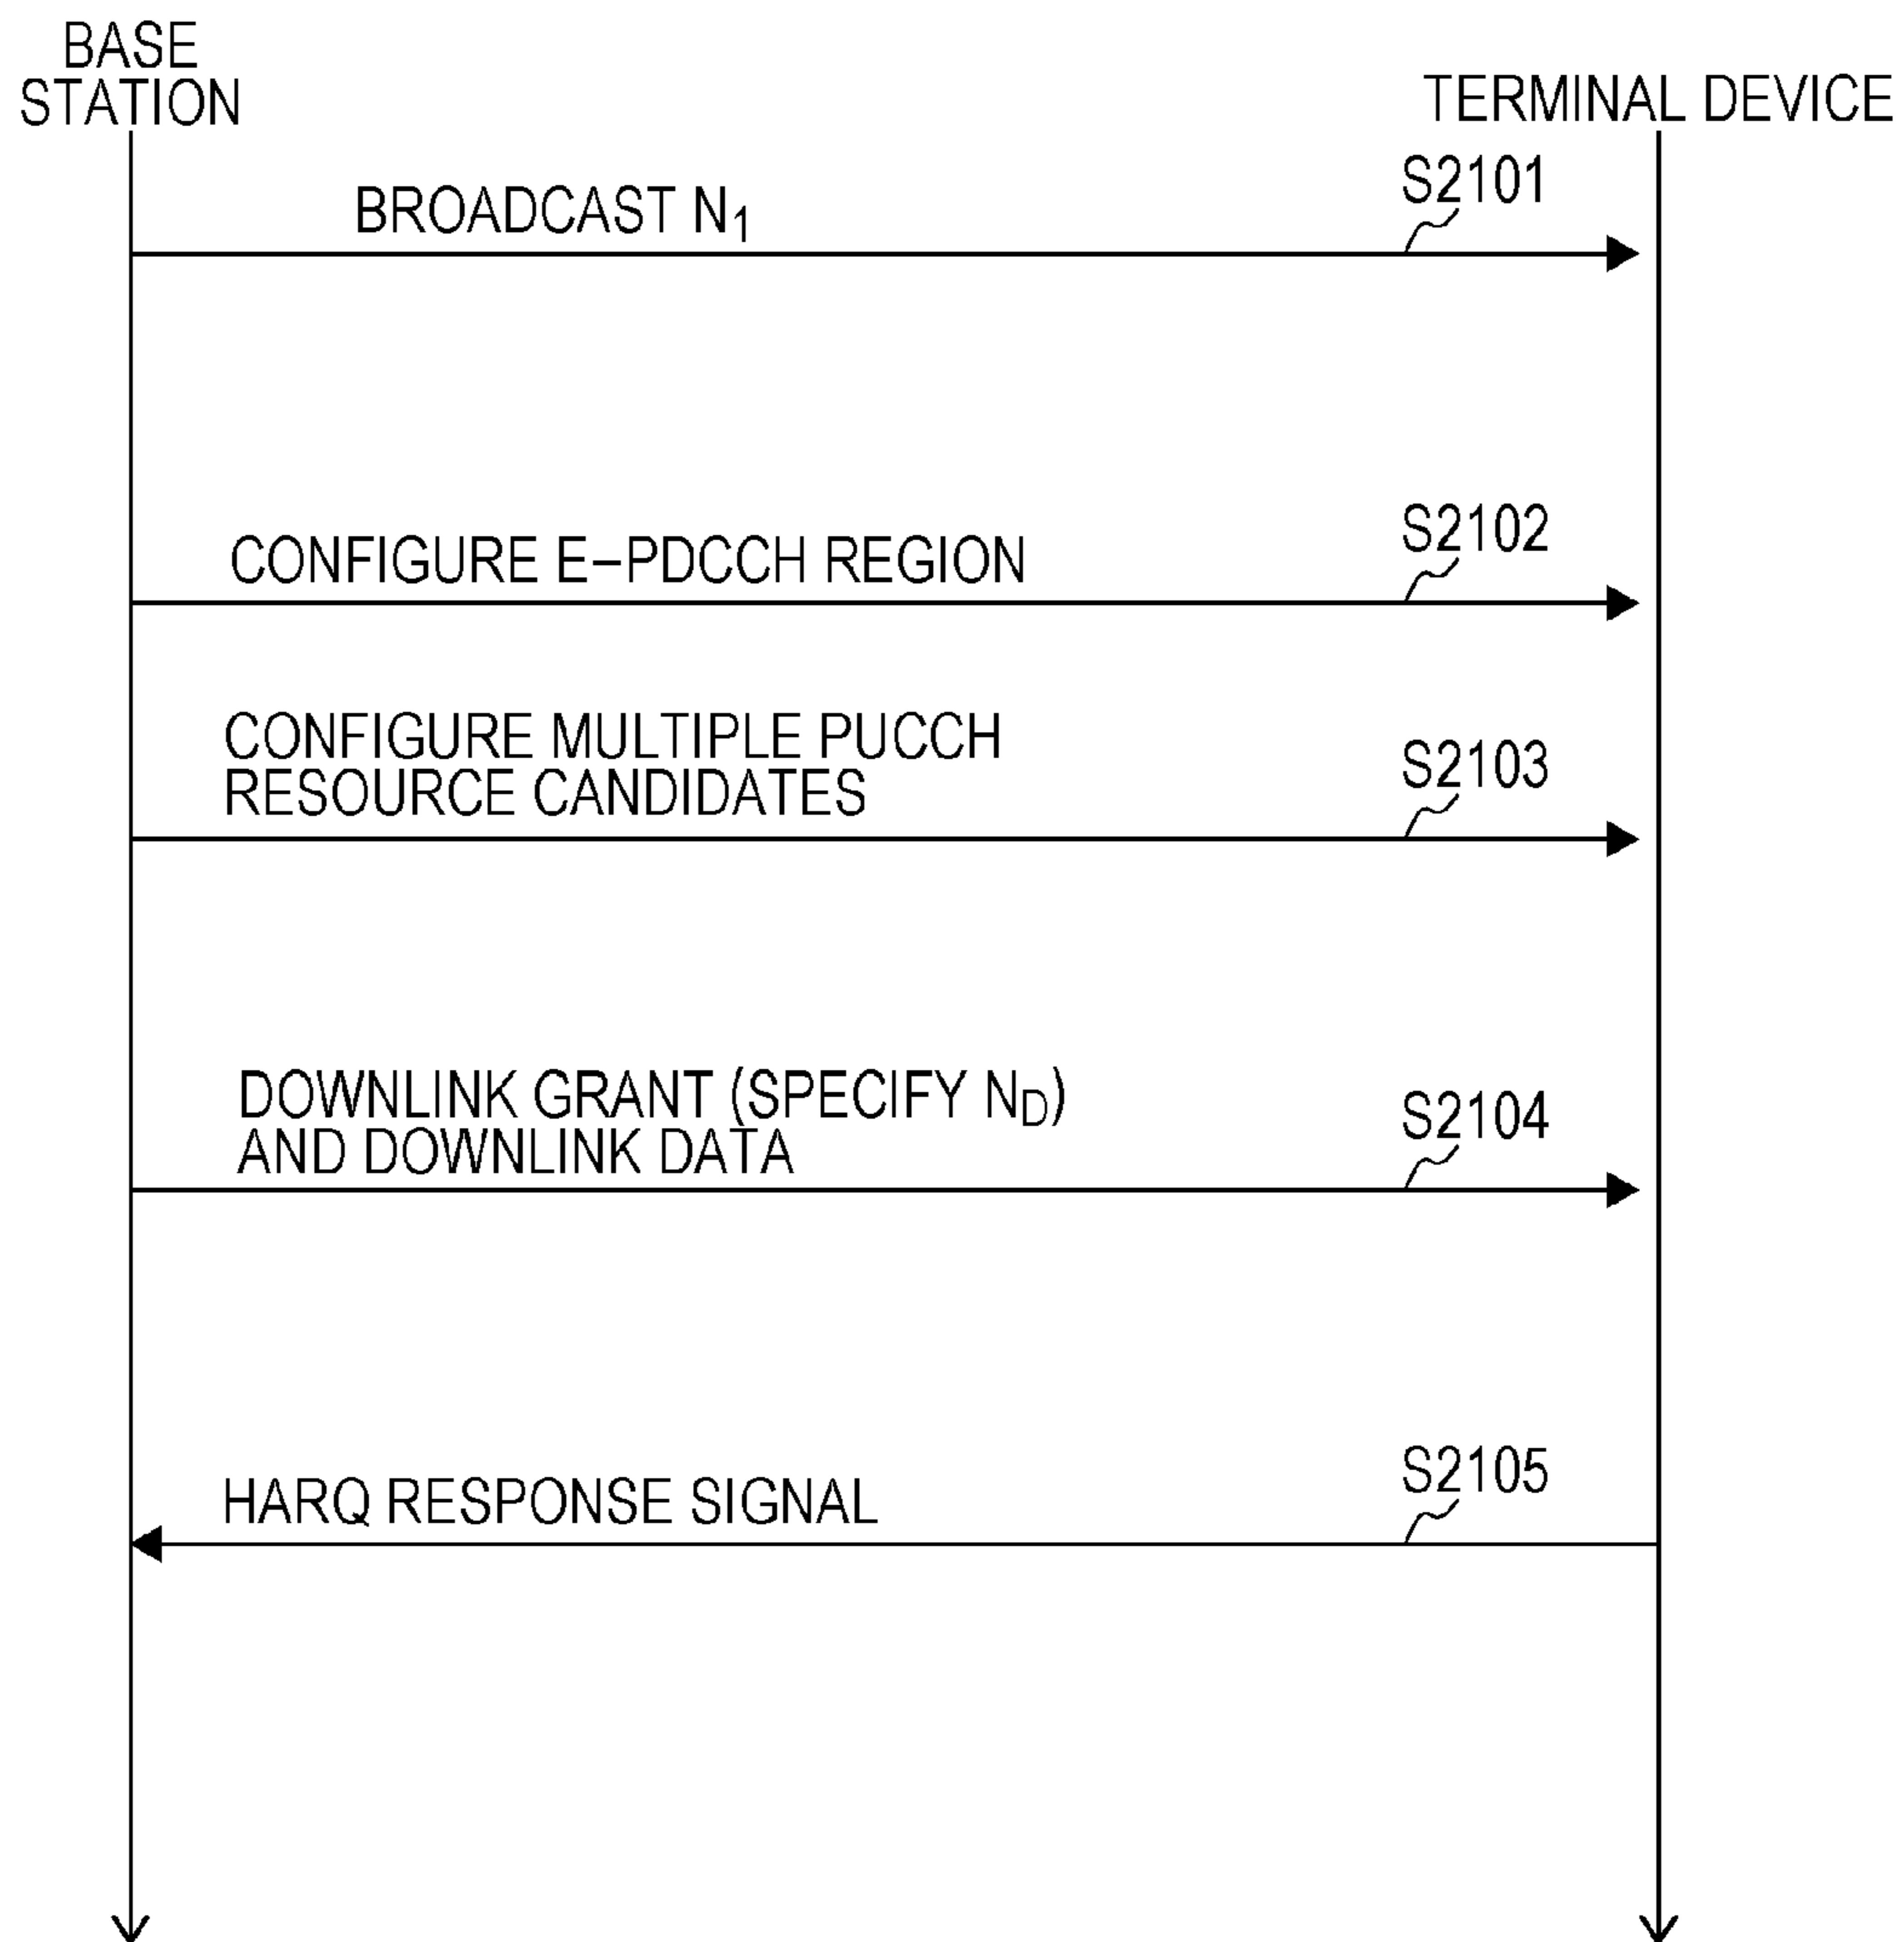 BASE
STATION
TERMINAL DEVICE
S2101
BROADCAST N₁
S2102
CONFIGURE E–PDCCH REGION
CONFIGURE MULTIPLE PUCCH
RESOURCE CANDIDATES
S2103
DOWNLINK GRANT (SPECIFY N_D)
AND DOWNLINK DATA
S2104
HARQ RESPONSE SIGNAL
S2105